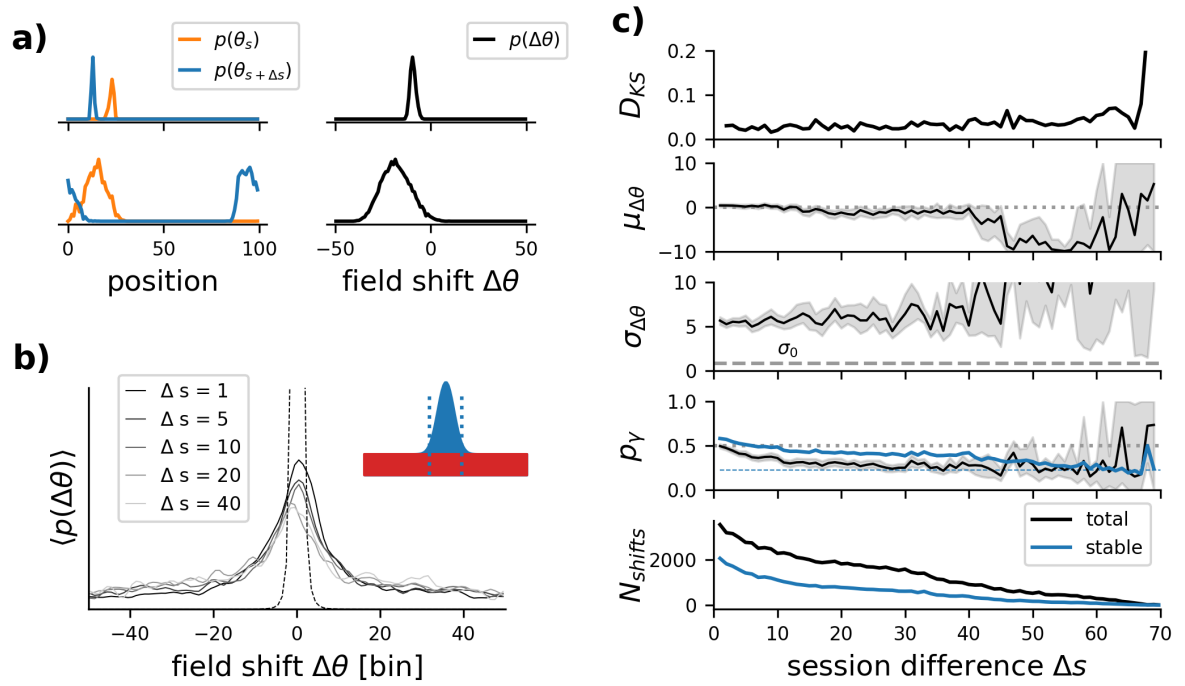 a)
p(θₛ)
p(θₛ₊Δₛ)
p(Δθ)
0 50 100
position
−50 0 50
field shift Δθ
b)
Δ s = 1
Δ s = 5
Δ s = 10
Δ s = 20
Δ s = 40
⟨p(Δθ)⟩
−40 −20 0 20 40
field shift Δθ [bin]
c)
D_KS
0.2
0.1
0.0
μ_Δθ
10
0
−10
σ_Δθ
10
5
0
σ₀
p_γ
1.0
0.5
0.0
N_shifts
2000
0
total
stable
0 10 20 30 40 50 60 70
session difference Δs